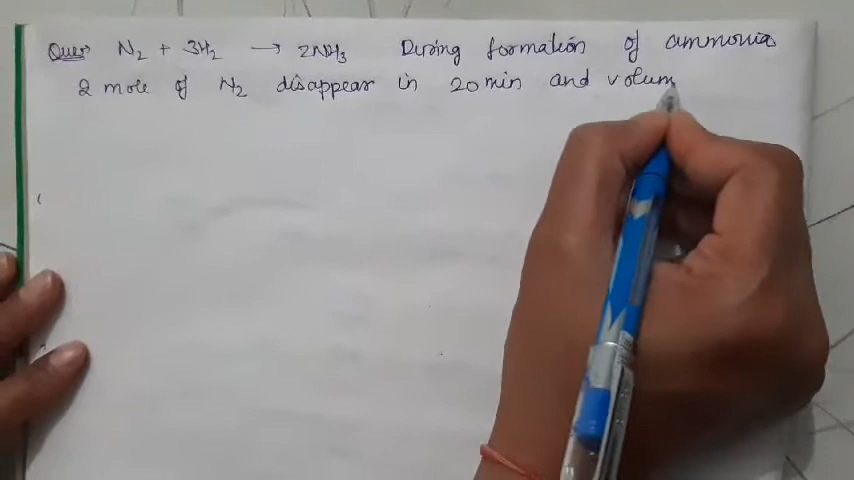 Ques N₂ + 3H₂ → 2NH₃ During formation of ammonia
2 mole of N₂ disappear in 20 min and volum